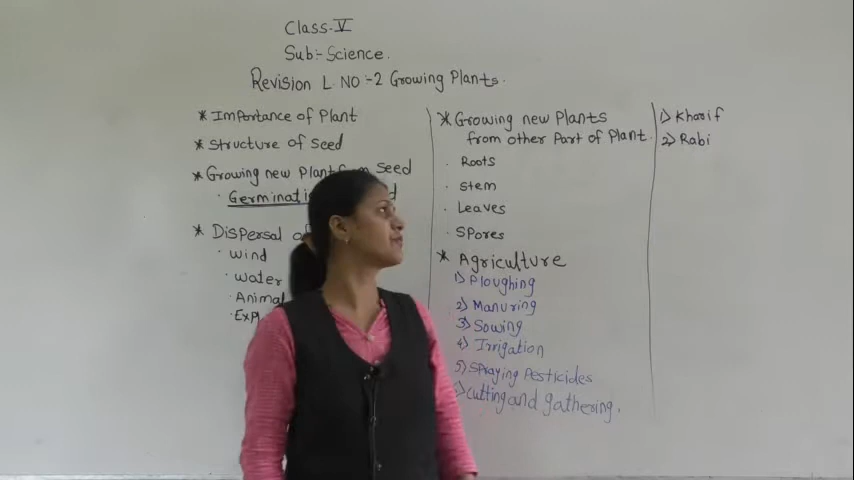 Class-V
Sub:-Science.
Revision L.NO:-2 Growing Plants.
* Importance of Plant
* Structure of Seed
* Growing new Plant Seed
· 
* Dispersal
· Wind
· Water
· Animal
* Growing new Plants
from other Part of Plant.
· Roots
· Stem
· Leaves
· Spores
* Agriculture
1) Ploughing
2) Manuring
3) Sowing
4) Irrigation
5) Spraying Pesticides
Cutting and gathering.
1) Kharif
2) Rabi